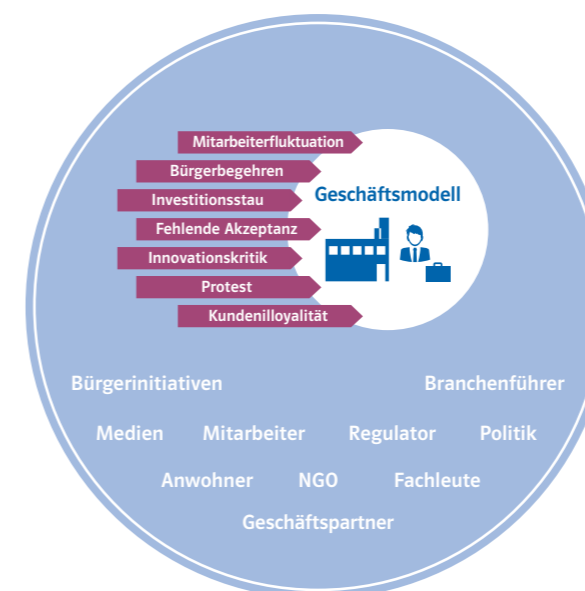 Mitarbeiterfluktuation
Bürgerbegehren
Investitionsstau
Fehlende Akzeptanz
Innovationskritik
Protest
Kundenilloyalität
Geschäftsmodell
Bürgerinitiativen Branchenführer
Medien Mitarbeiter Regulator Politik
Anwohner NGO Fachleute
Geschäftspartner